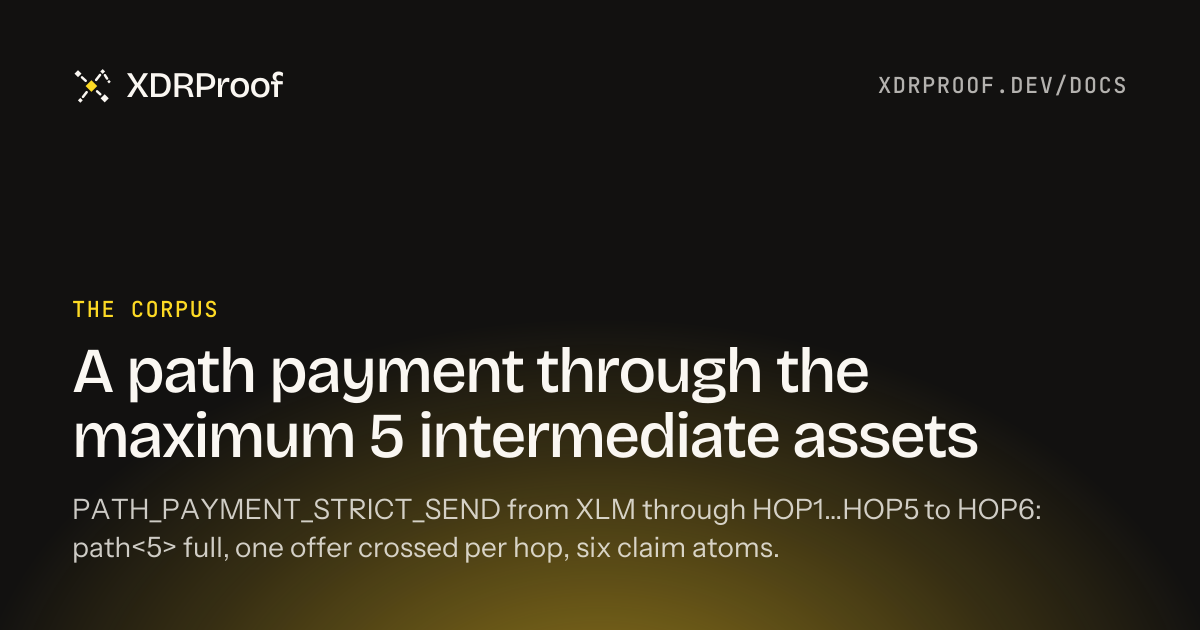 XDRProof
XDRPROOF.DEV/DOCS
THE CORPUS
A path payment through the
maximum 5 intermediate assets
PATH_PAYMENT_STRICT_SEND from XLM through HOP1…HOP5 to HOP6:
path<5> full, one offer crossed per hop, six claim atoms.